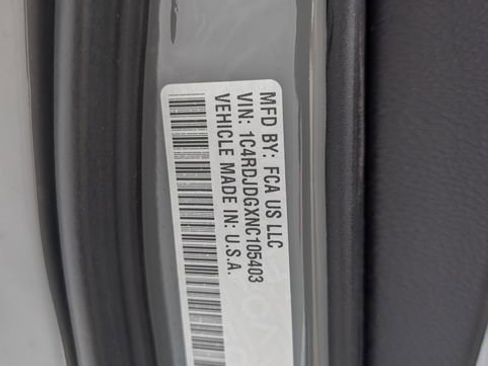 MFD BY: FCA US LLC
VIN: 1C4RDJDGXNC105403
VEHICLE MADE IN: U.S.A.